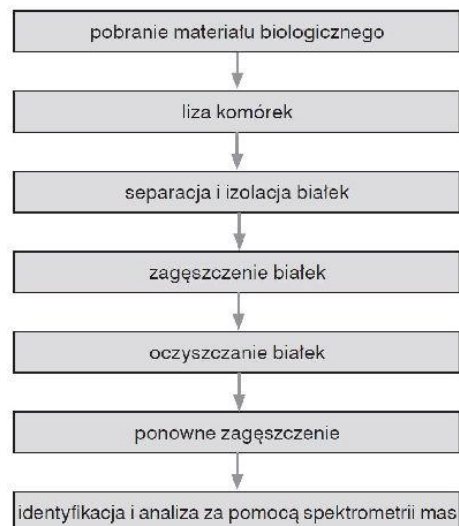 pobranie materiału biologicznego
liza komórek
separacja i izolacja białek
zagęszczenie białek
oczyszczanie białek
ponowne zagęszczenie
identyfikacja i analiza za pomocą spektrometrii mas